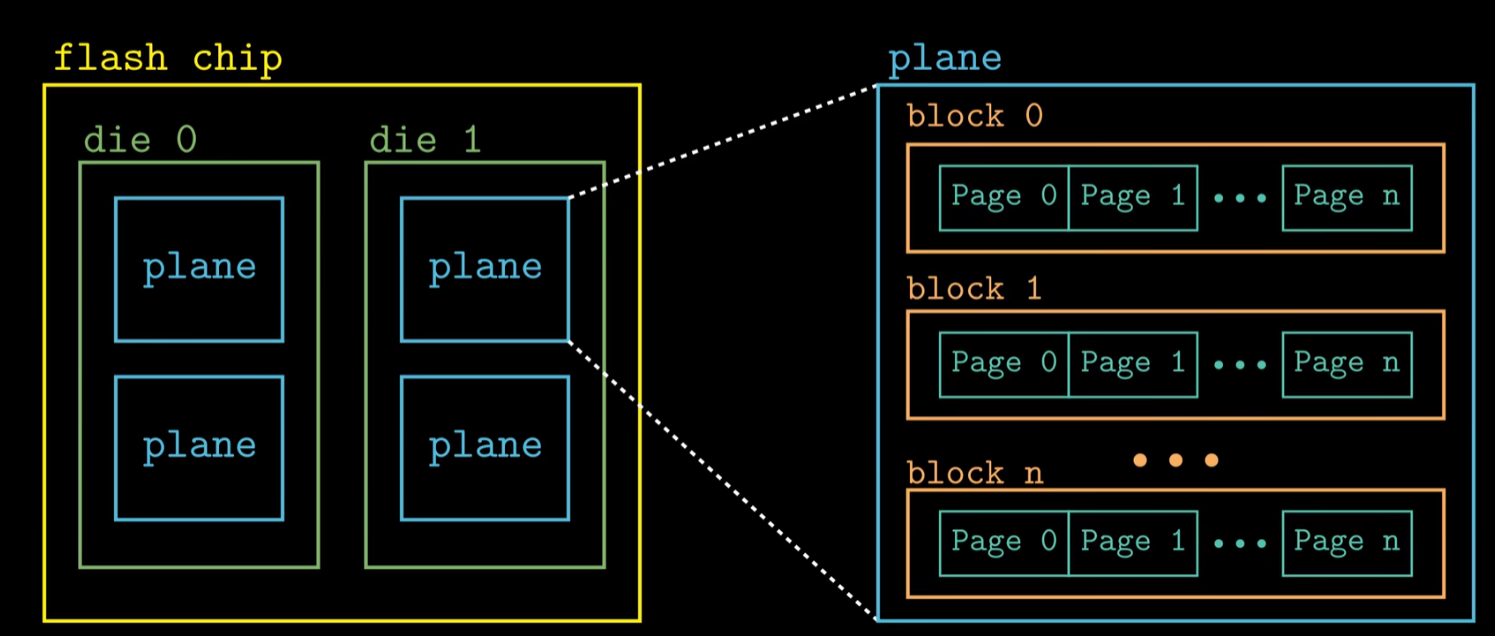 flash chip
die 0
die 1
plane
plane
plane
plane
plane
block 0
Page 0 Page 1 ... Page n
block 1
Page 0 Page 1 ... Page n
...
block n
Page 0 Page 1 ... Page n